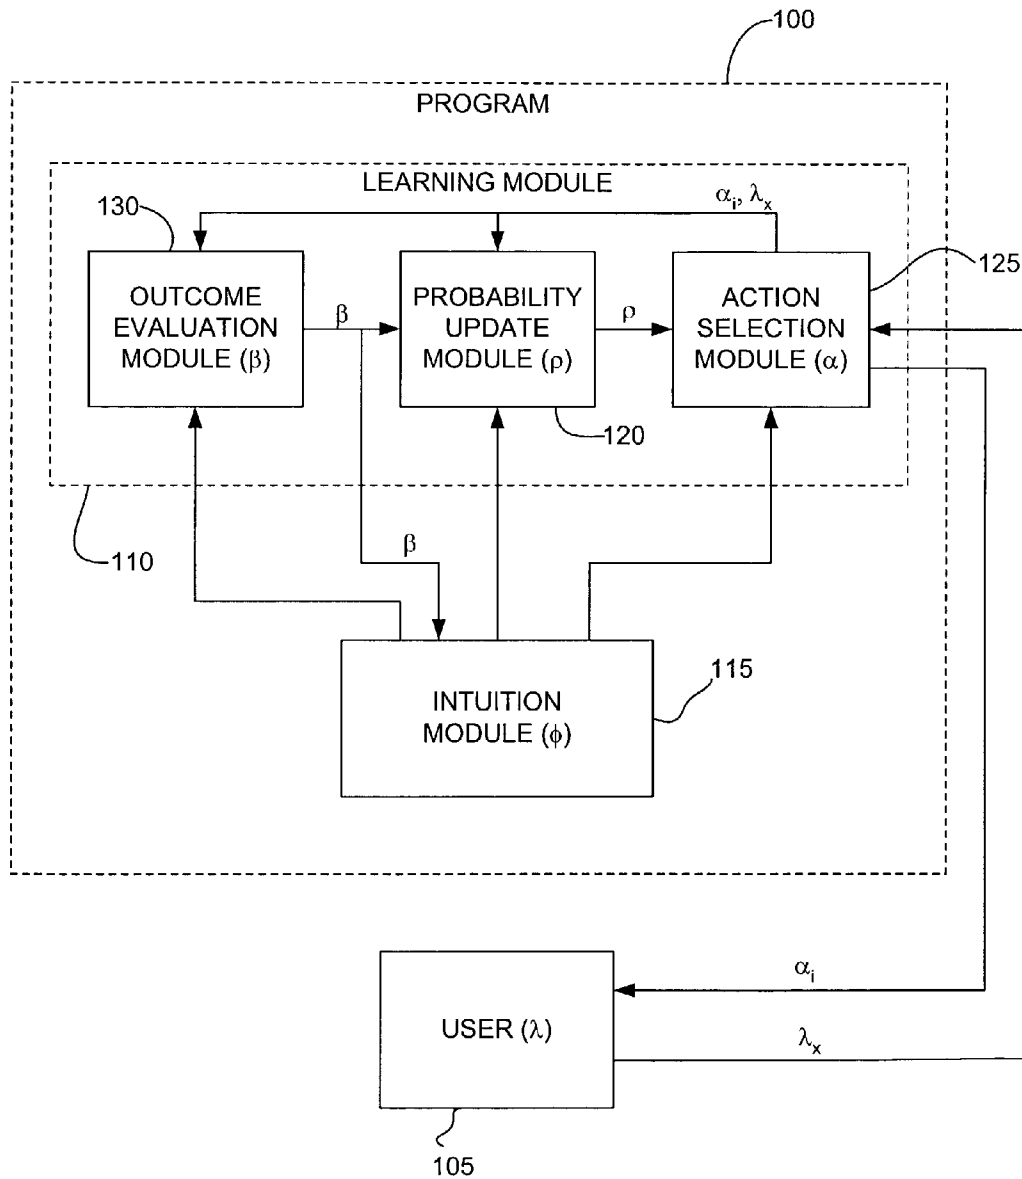 100
PROGRAM
LEARNING MODULE
αi, λx
130
125
OUTCOME
EVALUATION
MODULE (β)
β
PROBABILITY
UPDATE
MODULE (ρ)
ρ
ACTION
SELECTION
MODULE (α)
120
110
β
115
INTUITION
MODULE (ϕ)
αi
USER (λ)
λx
105